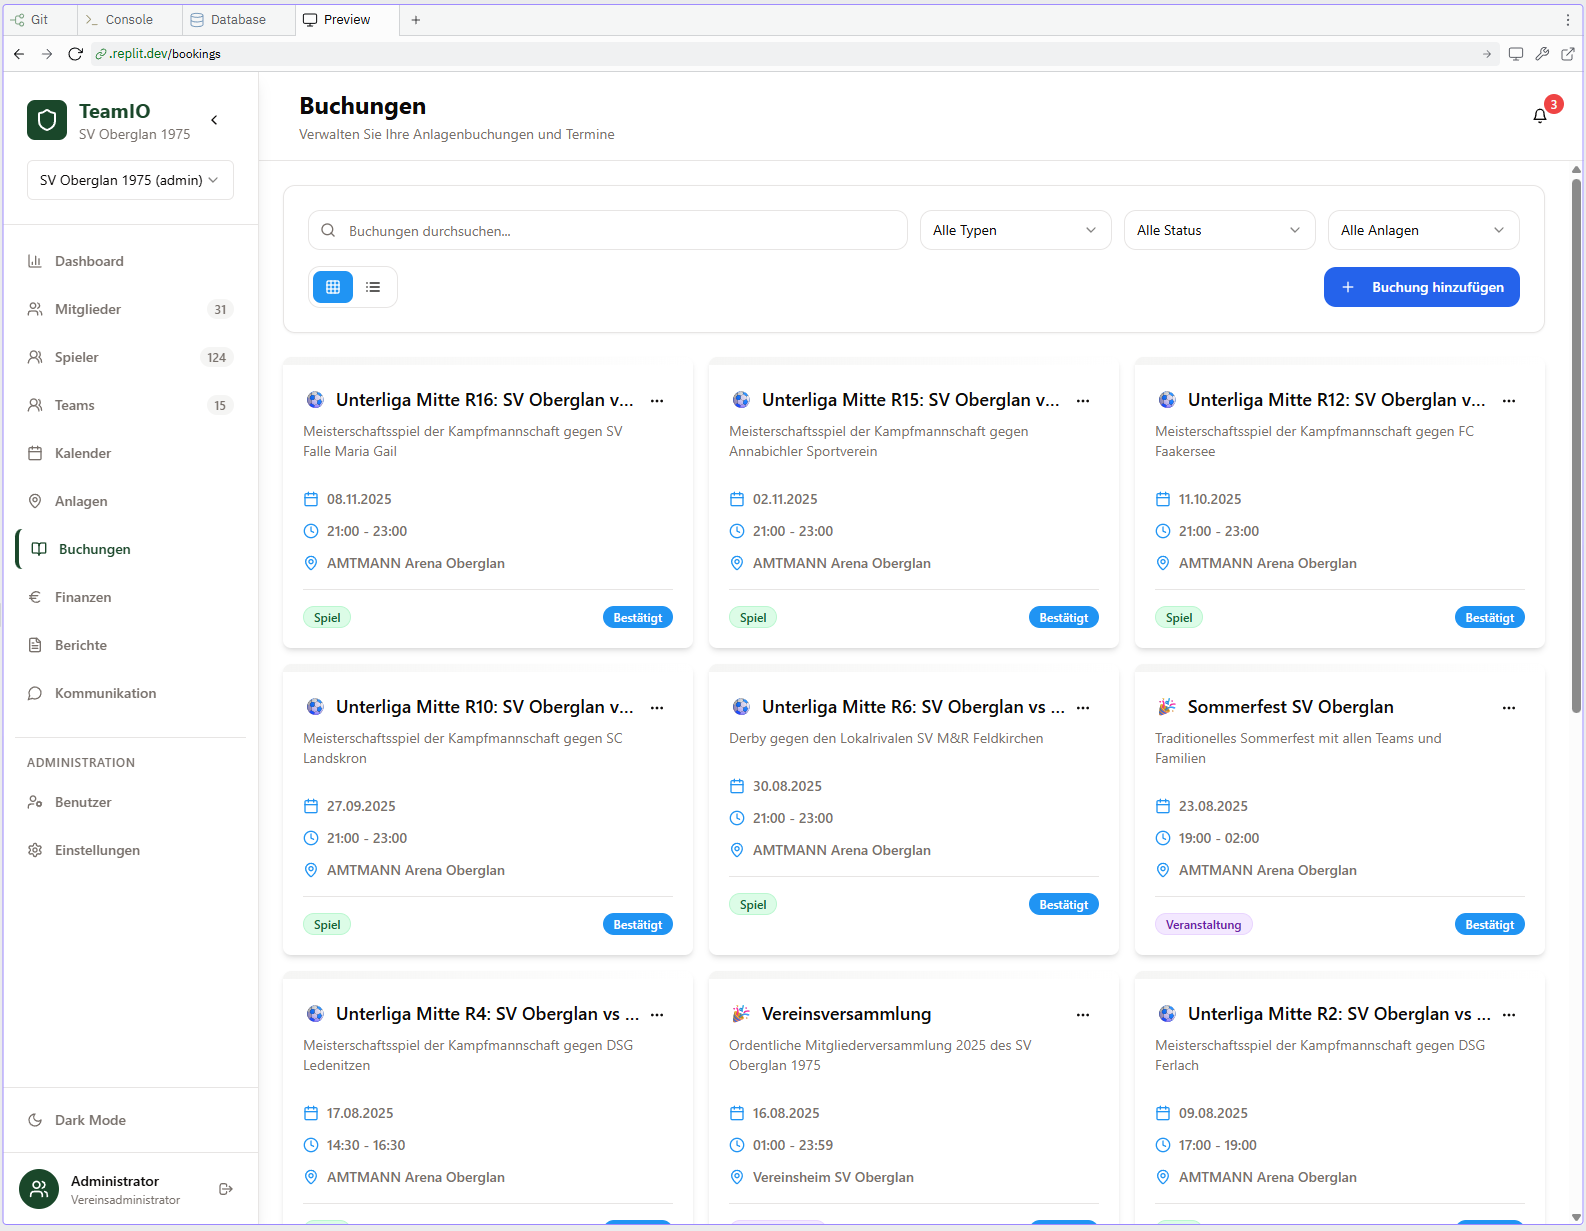 Git
Console
Database
Preview
.replit.dev/bookings
TeamIO
SV Oberglan 1975
SV Oberglan 1975 (admin)
Dashboard
Mitglieder 31
Spieler 124
Teams 15
Kalender
Anlagen
Buchungen
Finanzen
Berichte
Kommunikation
ADMINISTRATION
Benutzer
Einstellungen
Dark Mode
Administrator
Vereinsadministrator
Buchungen
Verwalten Sie Ihre Anlagenbuchungen und Termine
3
Buchungen durchsuchen...
Alle Typen
Alle Status
Alle Anlagen
Buchung hinzufügen
Unterliga Mitte R16: SV Oberglan v...
Meisterschaftsspiel der Kampfmannschaft gegen SV
Falle Maria Gail
08.11.2025
21:00 - 23:00
AMTMANN Arena Oberglan
Spiel
Bestätigt
Unterliga Mitte R15: SV Oberglan v...
Meisterschaftsspiel der Kampfmannschaft gegen
Annabichler Sportverein
02.11.2025
21:00 - 23:00
AMTMANN Arena Oberglan
Spiel
Bestätigt
Unterliga Mitte R12: SV Oberglan v...
Meisterschaftsspiel der Kampfmannschaft gegen FC
Faakersee
11.10.2025
21:00 - 23:00
AMTMANN Arena Oberglan
Spiel
Bestätigt
Unterliga Mitte R10: SV Oberglan v...
Meisterschaftsspiel der Kampfmannschaft gegen SC
Landskron
27.09.2025
21:00 - 23:00
AMTMANN Arena Oberglan
Spiel
Bestätigt
Unterliga Mitte R6: SV Oberglan vs ...
Derby gegen den Lokalrivalen SV M&R Feldkirchen
30.08.2025
21:00 - 23:00
AMTMANN Arena Oberglan
Spiel
Bestätigt
Sommerfest SV Oberglan
Traditionelles Sommerfest mit allen Teams und
Familien
23.08.2025
19:00 - 02:00
AMTMANN Arena Oberglan
Veranstaltung
Bestätigt
Unterliga Mitte R4: SV Oberglan vs ...
Meisterschaftsspiel der Kampfmannschaft gegen DSG
Ledenitzen
17.08.2025
14:30 - 16:30
AMTMANN Arena Oberglan
Vereinsversammlung
Ordentliche Mitgliederversammlung 2025 des SV
Oberglan 1975
16.08.2025
01:00 - 23:59
Vereinsheim SV Oberglan
Unterliga Mitte R2: SV Oberglan vs ...
Meisterschaftsspiel der Kampfmannschaft gegen DSG
Ferlach
09.08.2025
17:00 - 19:00
AMTMANN Arena Oberglan